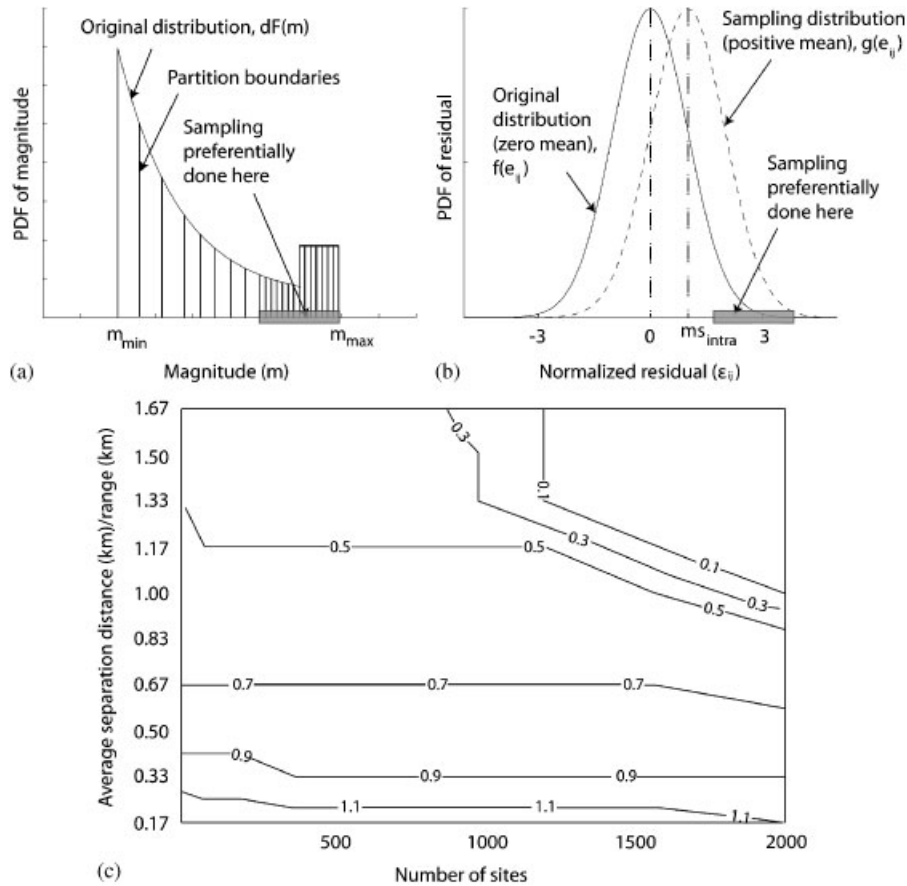 Original distribution, dF(m)
Partition boundaries
Sampling
preferentially
done here
PDF of magnitude
m_min
m_max
(a)
Magnitude (m)
Sampling distribution
(positive mean), g(e_ij)
Original
distribution
(zero mean),
f(e_ij)
Sampling
preferentially
done here
PDF of residual
-3
0
ms_intra
3
(b)
Normalized residual (ε_ij)
1.67
1.50
1.33
1.17
1.00
0.83
0.67
0.50
0.33
0.17
Average separation distance (km)/range (km)
0.3
0.1
0.5
0.5
0.3
0.1
0.3
0.5
0.7
0.7
0.7
0.9
0.9
0.9
1.1
1.1
1.1
500
1000
1500
2000
(c)
Number of sites